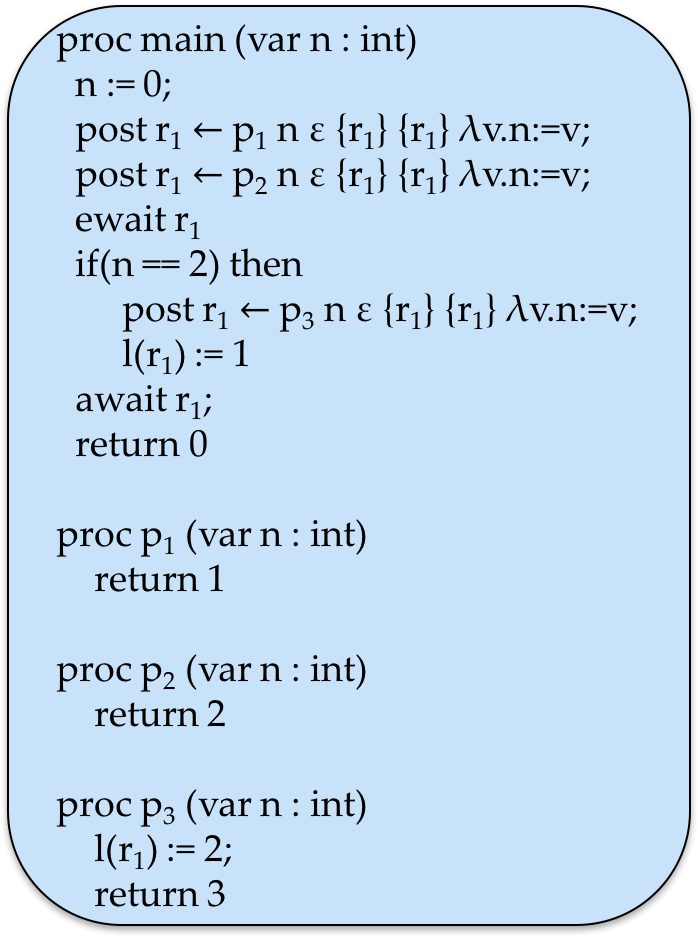 proc main (var n : int)
n := 0;
post r₁ ← p₁ n ε {r₁} {r₁} λv.n:=v;
post r₁ ← p₂ n ε {r₁} {r₁} λv.n:=v;
ewait r₁
if(n == 2) then
post r₁ ← p₃ n ε {r₁} {r₁} λv.n:=v;
l(r₁) := 1
await r₁;
return 0
proc p₁ (var n : int)
return 1
proc p₂ (var n : int)
return 2
proc p₃ (var n : int)
l(r₁) := 2;
return 3